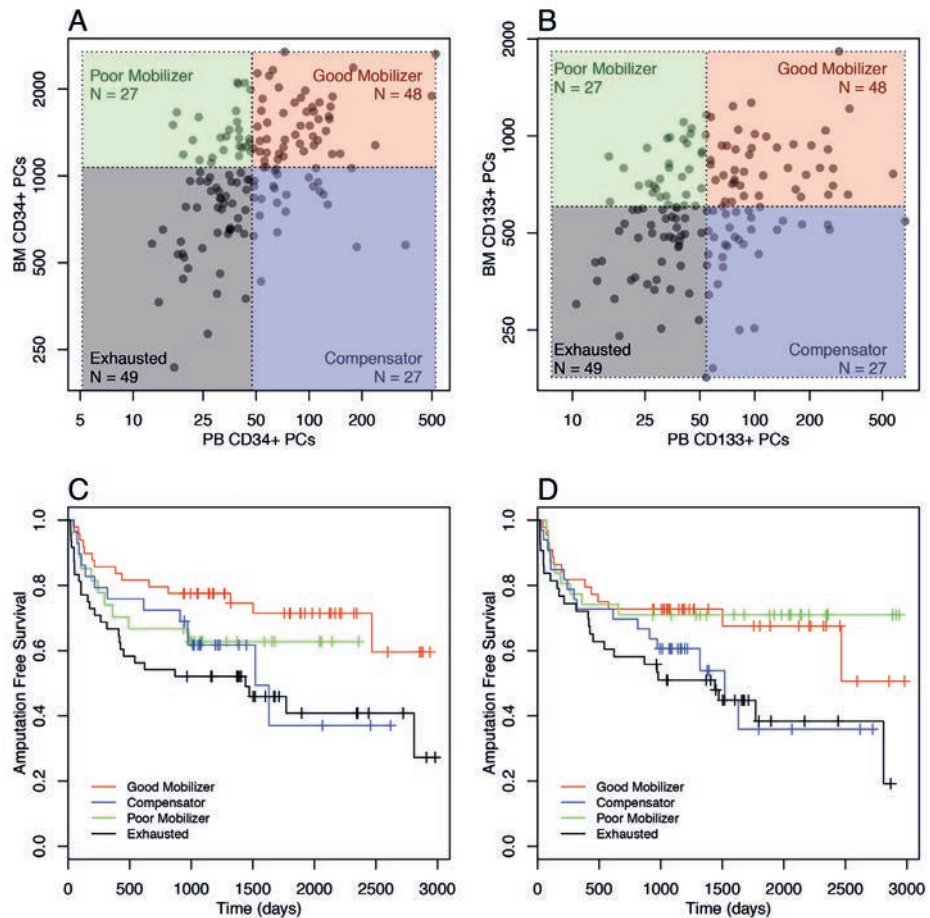 A
BM CD34+ PCs
2000
1000
500
250
Poor Mobilizer
N = 27
Good Mobilizer
N = 48
Exhausted
N = 49
Compensator
N = 27
5 10 25 50 100 250 500
PB CD34+ PCs
B
BM CD133+ PCs
2000
1000
500
250
Poor Mobilizer
N = 27
Good Mobilizer
N = 48
Exhausted
N = 49
Compensator
N = 27
10 25 50 100 200 500
PB CD133+ PCs
C
Amputation Free Survival
1.0
0.8
0.6
0.4
0.2
0.0
Good Mobilizer
Compensator
Poor Mobilizer
Exhausted
0 500 1000 1500 2000 2500 3000
Time (days)
D
Amputation Free Survival
1.0
0.8
0.6
0.4
0.2
0.0
Good Mobilizer
Compensator
Poor Mobilizer
Exhausted
0 500 1000 1500 2000 2500 3000
Time (days)